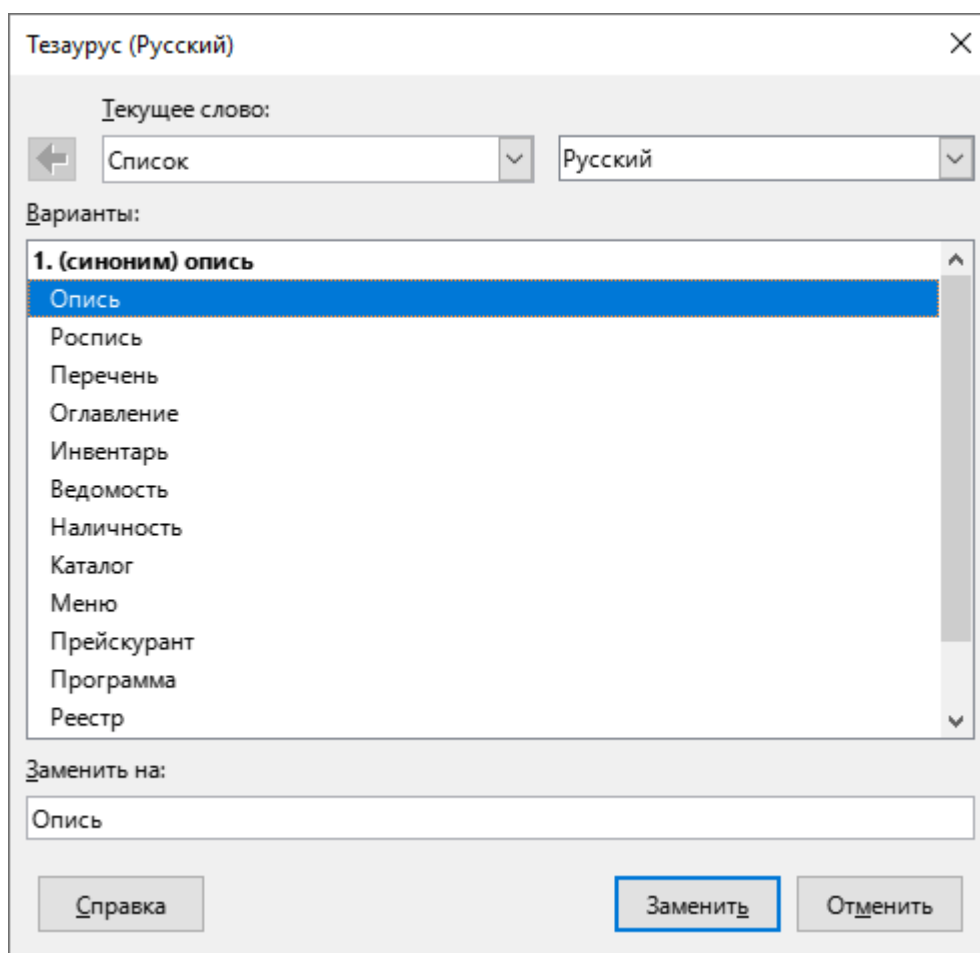 Тезаурус (Русский)
Текущее слово:
Список Русский
Варианты:
1. (синоним) опись
Опись
Роспись
Перечень
Оглавление
Инвентарь
Ведомость
Наличность
Каталог
Меню
Прейскурант
Программа
Реестр
Заменить на:
Опись
Справка Заменить Отменить